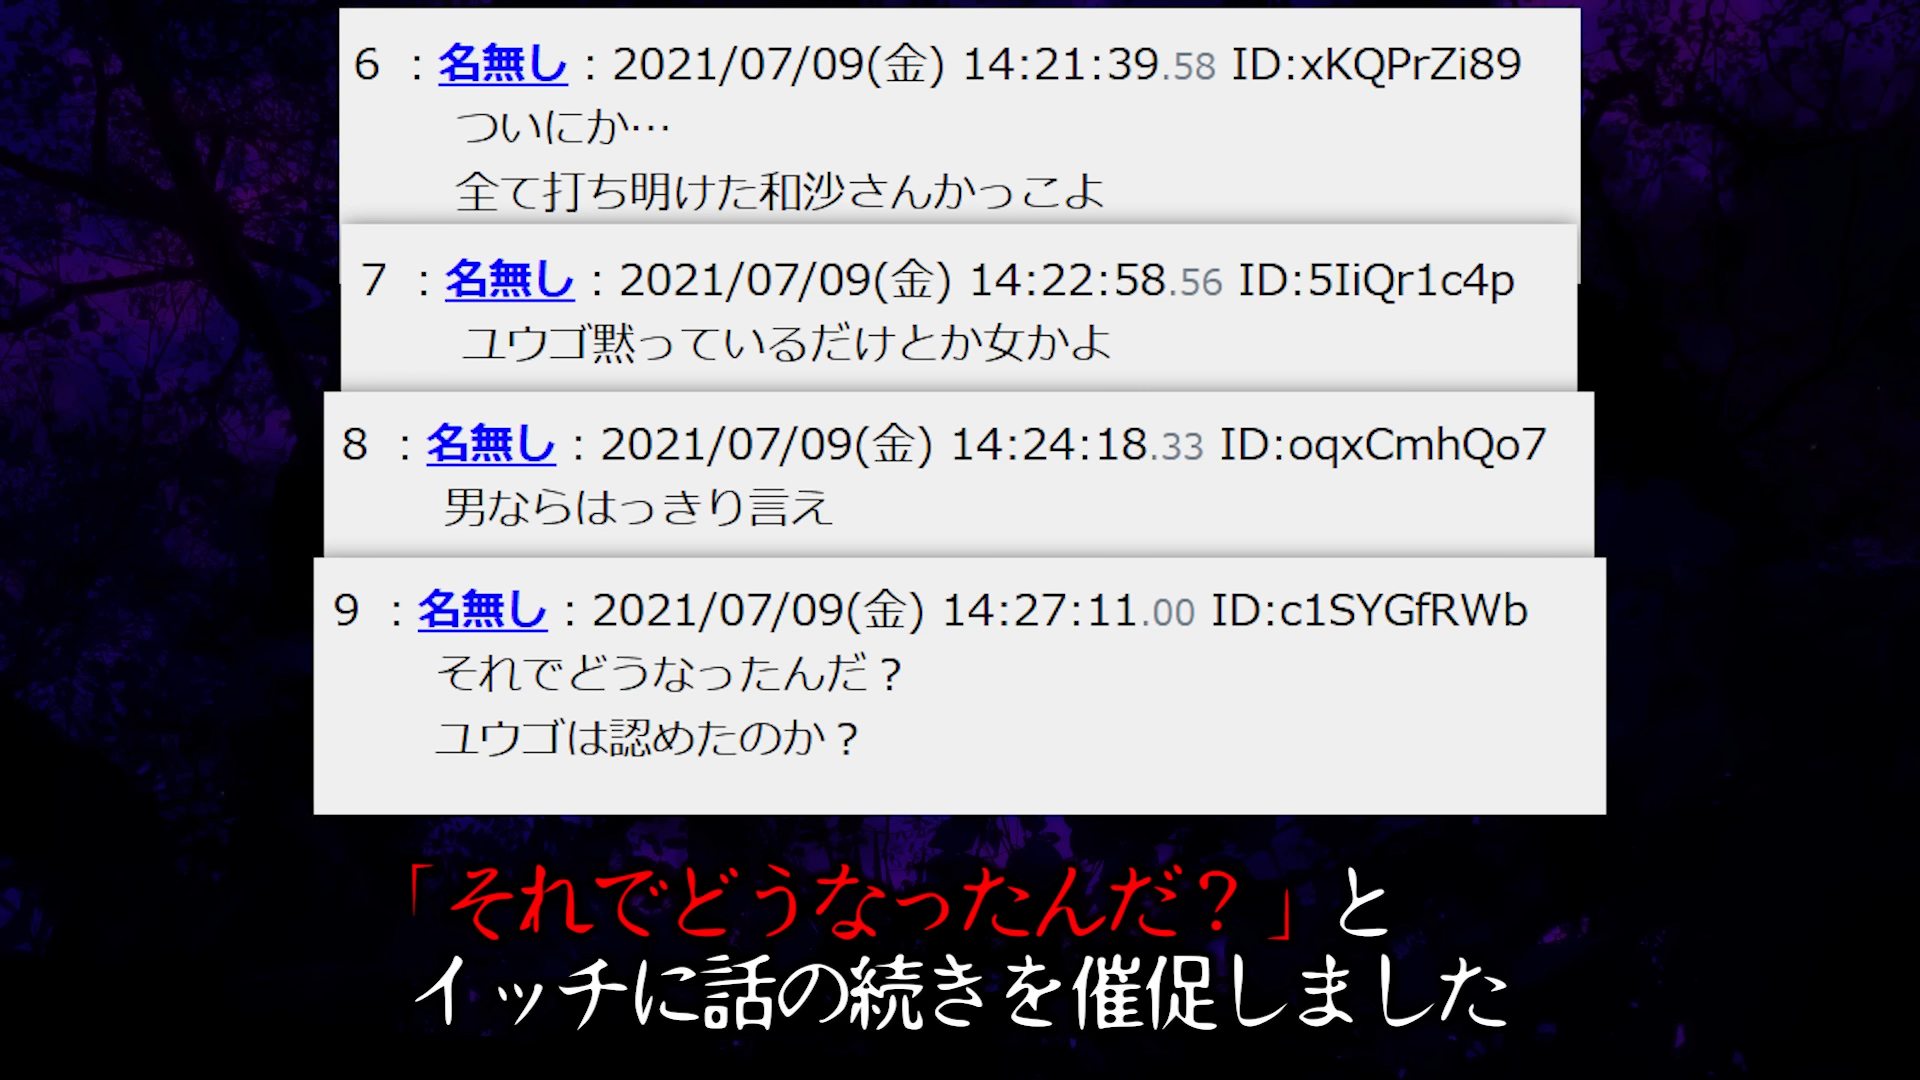 6 ：名無し：2021/07/09(金) 14:21:39.58 ID:xKQPrZi89
ついにか…
全て打ち明けた和沙さんかっこよ
7 ：名無し：2021/07/09(金) 14:22:58.56 ID:5IiQr1c4p
ユウゴ黙っているだけとか女かよ
8 ：名無し：2021/07/09(金) 14:24:18.33 ID:oqxCmhQo7
男ならはっきり言え
9 ：名無し：2021/07/09(金) 14:27:11.00 ID:c1SYGfRWb
それでどうなったんだ？
ユウゴは認めたのか？
「それでどうなったんだ？」と
イッチに話の続きを催促しました